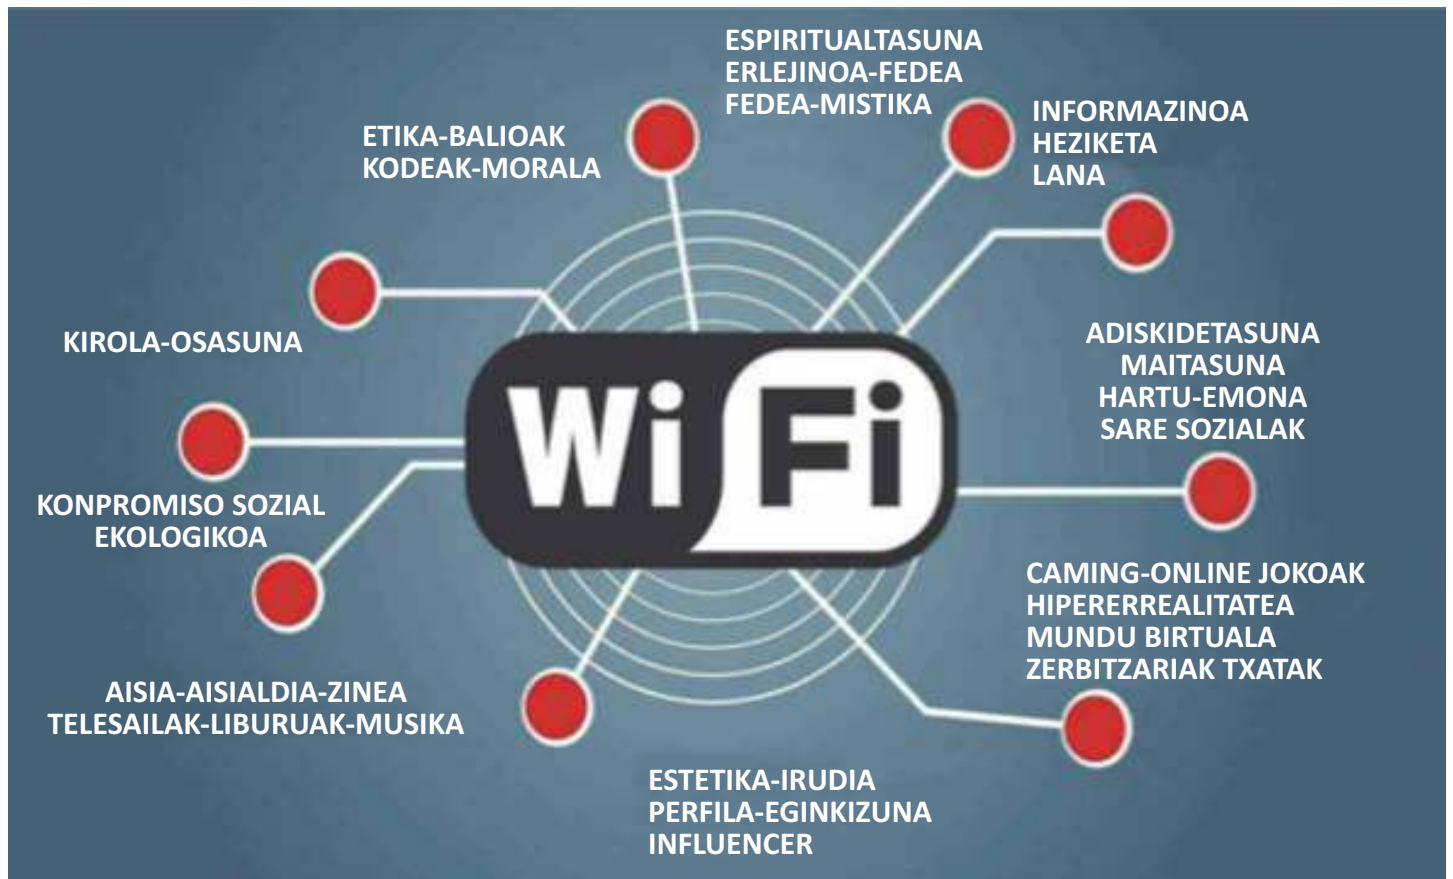 ESPIRITUALTASUNA
ERLEJINOA-FEDEA
FEDEA-MISTIKA
ETIKA-BALIOAK
KODEAK-MORALA
INFORMAZINOA
HEZIKETA
LANA
KIROLA-OSASUNA
ADISKIDETASUNA
MAITASUNA
HARTU-EMONA
SARE SOZIALAK
Wi Fi
KONPROMISO SOZIAL
EKOLOGIKOA
CAMING-ONLINE JOKOAK
HIPERERREALITATEA
MUNDU BIRTUALA
ZERBITZARIAK TXATAK
AISIA-AISIALDIA-ZINEA
TELESAILAK-LIBURUAK-MUSIKA
ESTETIKA-IRUDIA
PERFILA-EGINKIZUNA
INFLUENCER